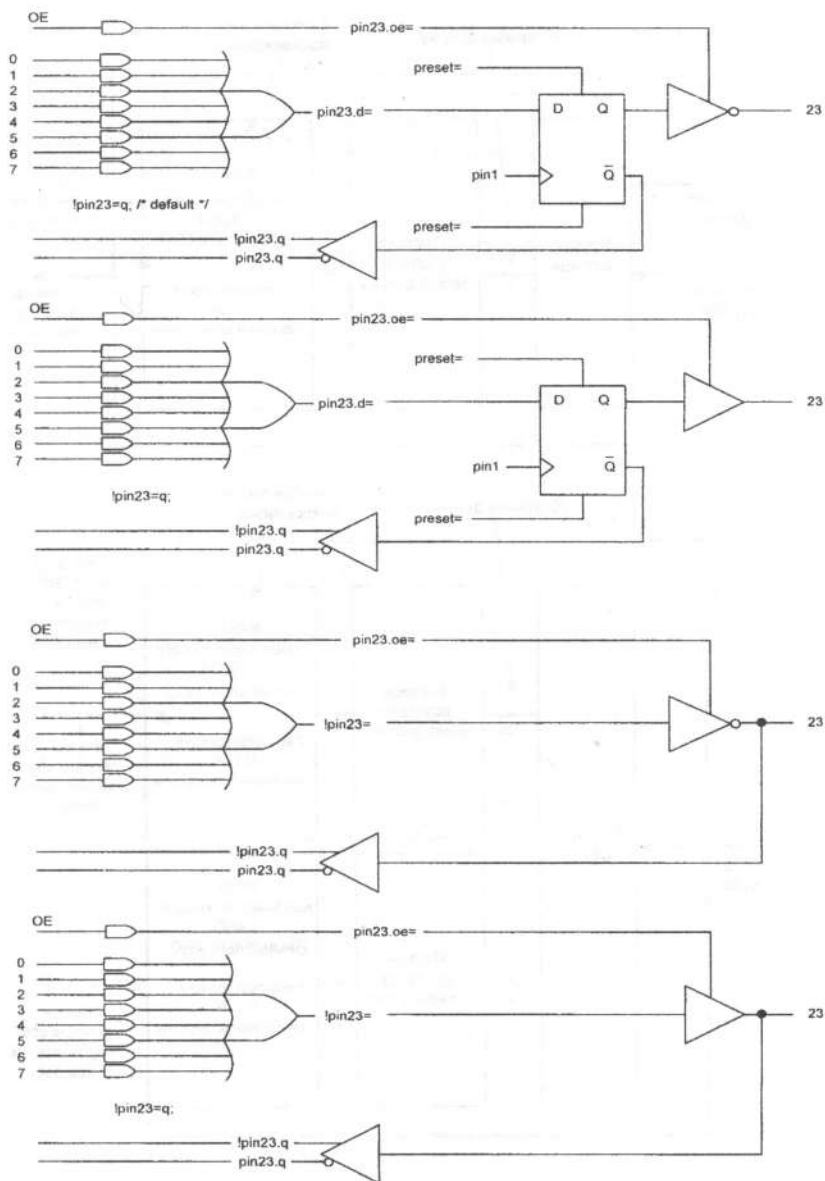 OE
pin23.oe=
0
1
preset=
2
3
pin23.d=
D Q
23
4
5
6
7
pin1
Q
!pin23=q; /* default */
preset=
!pin23.q
pin23.q
OE
pin23.oe=
0
1
preset=
2
3
D Q
23
4
pin23.d=
5
6
pin1
Q
7
!pin23=q;
preset=
!pin23.q
pin23.q
OE
pin23.oe=
0
1
2
3
!pin23=
23
4
5
6
7
!pin23.q
pin23.q
OE
pin23.oe=
0
1
2
3
!pin23=
23
4
5
6
7
!pin23=q;
!pin23.q
pin23.q